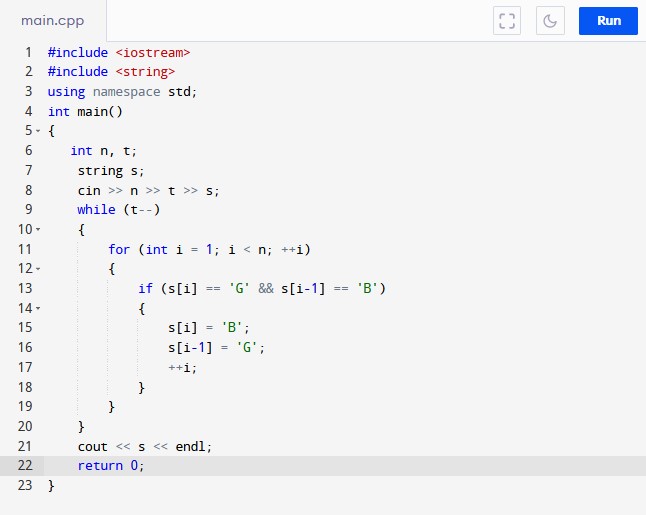 main.cpp
Run
1 #include <iostream>
2 #include <string>
3 using namespace std;
4 int main()
5 {
6 int n, t;
7 string s;
8 cin >> n >> t >> s;
9 while (t--)
10 {
11 for (int i = 1; i < n; ++i)
12 {
13 if (s[i] == 'G' && s[i-1] == 'B')
14 {
15 s[i] = 'B';
16 s[i-1] = 'G';
17 ++i;
18 }
19 }
20 }
21 cout << s << endl;
22 return 0;
23 }